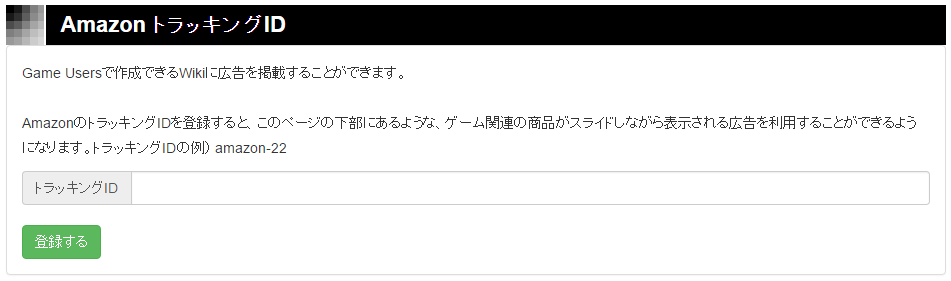 Amazon トラッキングID
Game Usersで作成できるWikiに広告を掲載することができます。
AmazonのトラッキングIDを登録すると、このページの下部にあるような、ゲーム関連の商品がスライドしながら表示される広告を利用することができるよう
になります。トラッキングIDの例） amazon-22
トラッキングID
登録する